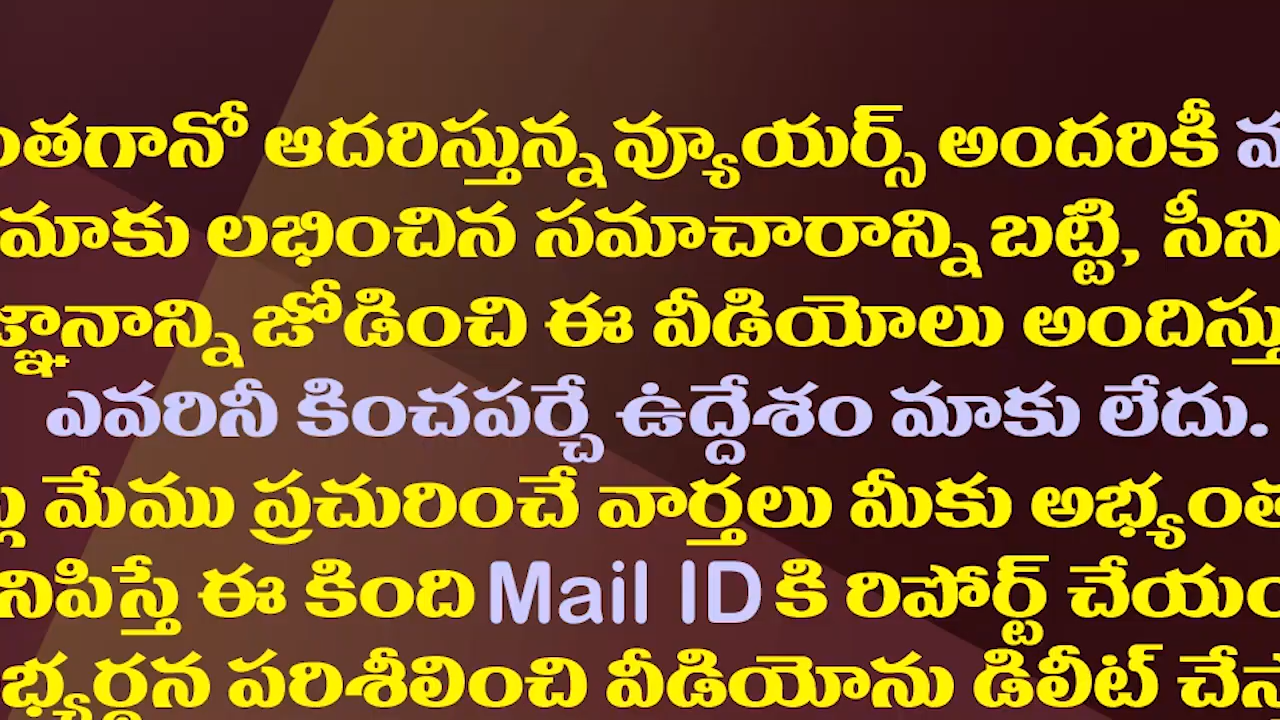 ంతగానో ఆదరిస్తున్న వ్యూయర్స్ అందరికీ
మాకు లభించిన సమాచారాన్ని బట్టి, సీని
జ్ఞానాన్ని జోడించి ఈ వీడియోలు అందిస్తు
ఎవరినీ కించపర్చే ఉద్దేశం మాకు లేదు.
మేము ప్రచురించే వార్తలు మీకు అభ్యంత
నిపిస్తే ఈ కింది Mail ID కి రిపోర్ట్ చేయం
భ్యర్థన పరిశీలించి వీడియోను డిలీట్ చేసే